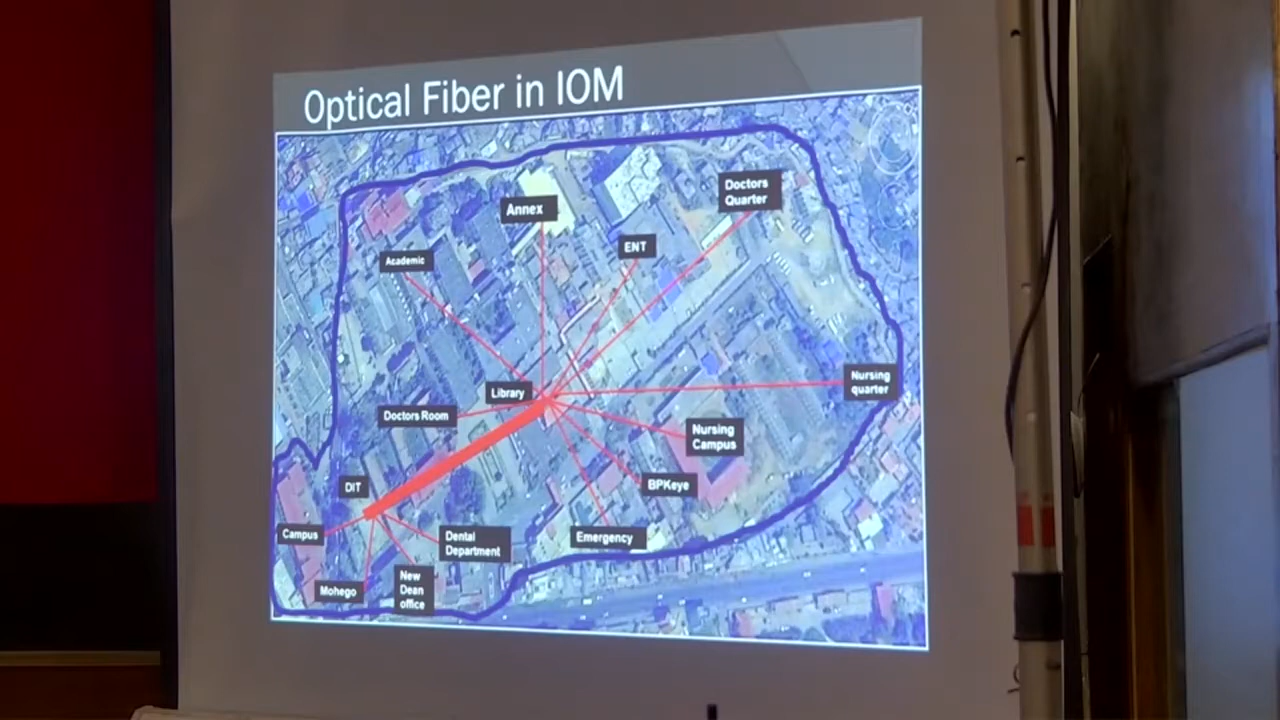 Optical Fiber in IOM
Doctors
Quarter
Annex
ENT
Academic
Library
Nursing
quarter
Doctors Room
Nursing
Campus
DIT
BPKeye
Campus
Dental
Department
Emergency
Mohego
New
Dean
office